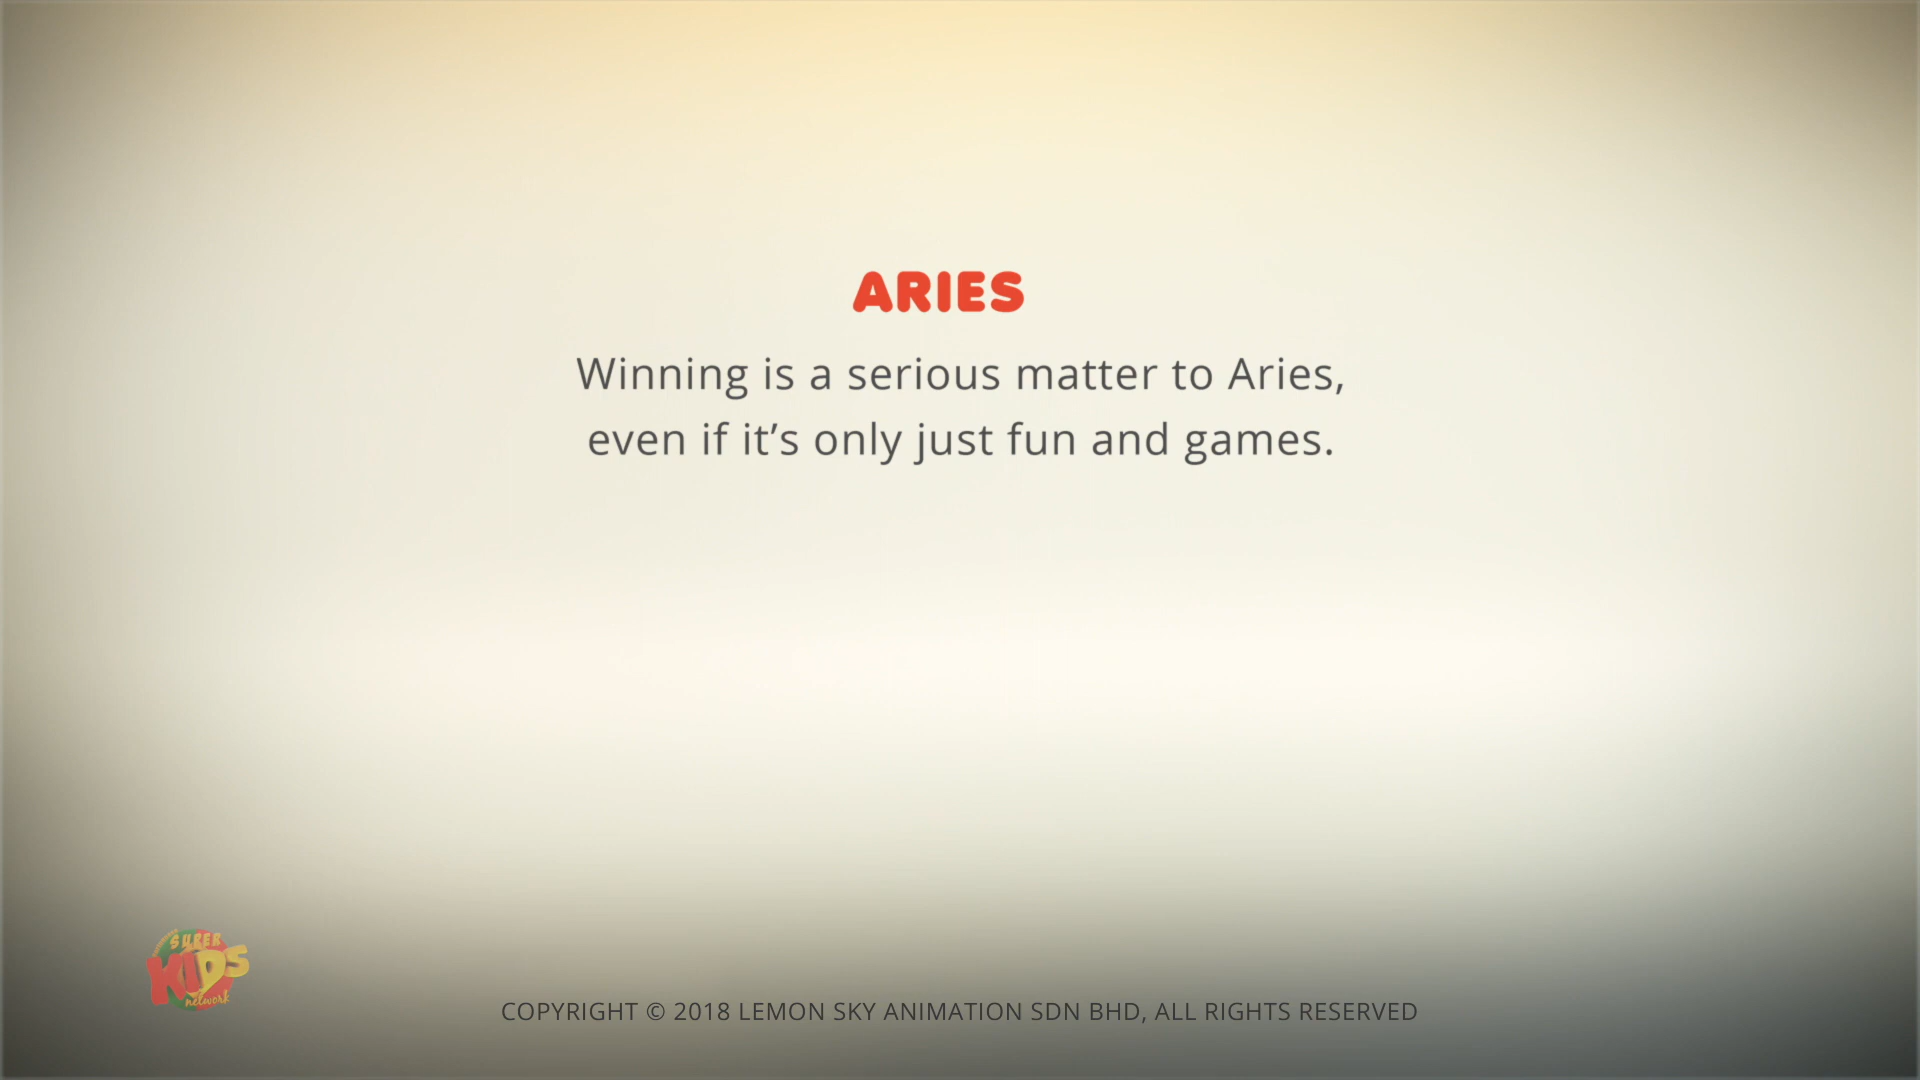 ARIES
Winning is a serious matter to Aries,
even if it’s only just fun and games.
SUPER
KIDS
network
COPYRIGHT © 2018 LEMON SKY ANIMATION SDN BHD, ALL RIGHTS RESERVED